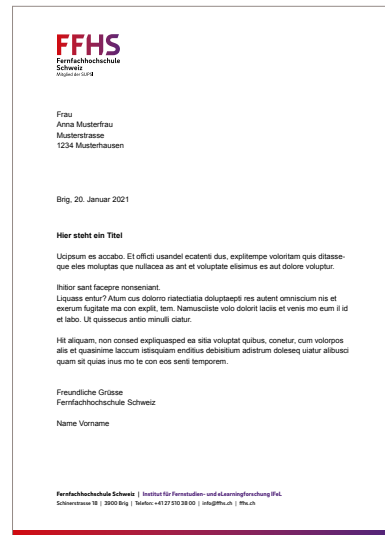 FFHS
Fernfachhochschule
Schweiz
Mitglied der SUPSI
Frau
Anna Musterfrau
Musterstrasse
1234 Musterhausen
Brig, 20. Januar 2021
Hier steht ein Titel
Ucipsum es accabo. Et officti usandel ecatenti dus, explitempe voloritam quis ditasse-
que eles moluptas que nullacea as ant et voluptate elisimus es aut dolore voluptur.
Ihitior sant facepre nonseniant.
Liquass entur? Atum cus dolorro riatectiatia doluptaepti res autent omniscium nis et
exerum fugitate ma con explit, tem. Namusciiste volo dolorit laciis et venis mo eum il id
et labo. Ut quissecus antio minulli ciatur.
Hit aliquam, non consed expliquasped ea sitia voluptat quibus, conetur, cum volorpos
alis et quasinime laccum istisquiam enditius debisitium adistrum doleseq uiatur alibusci
quam sit quias inus mo te con eos senti temporem.
Freundliche Grüsse
Fernfachhochschule Schweiz
Name Vorname
Fernfachhochschule Schweiz | Institut für Fernstudien- und eLearningforschung IFeL
Schinerstrasse 18 | 3900 Brig | Telefon: +41 27 510 38 00 | info@ffhs.ch | ffhs.ch